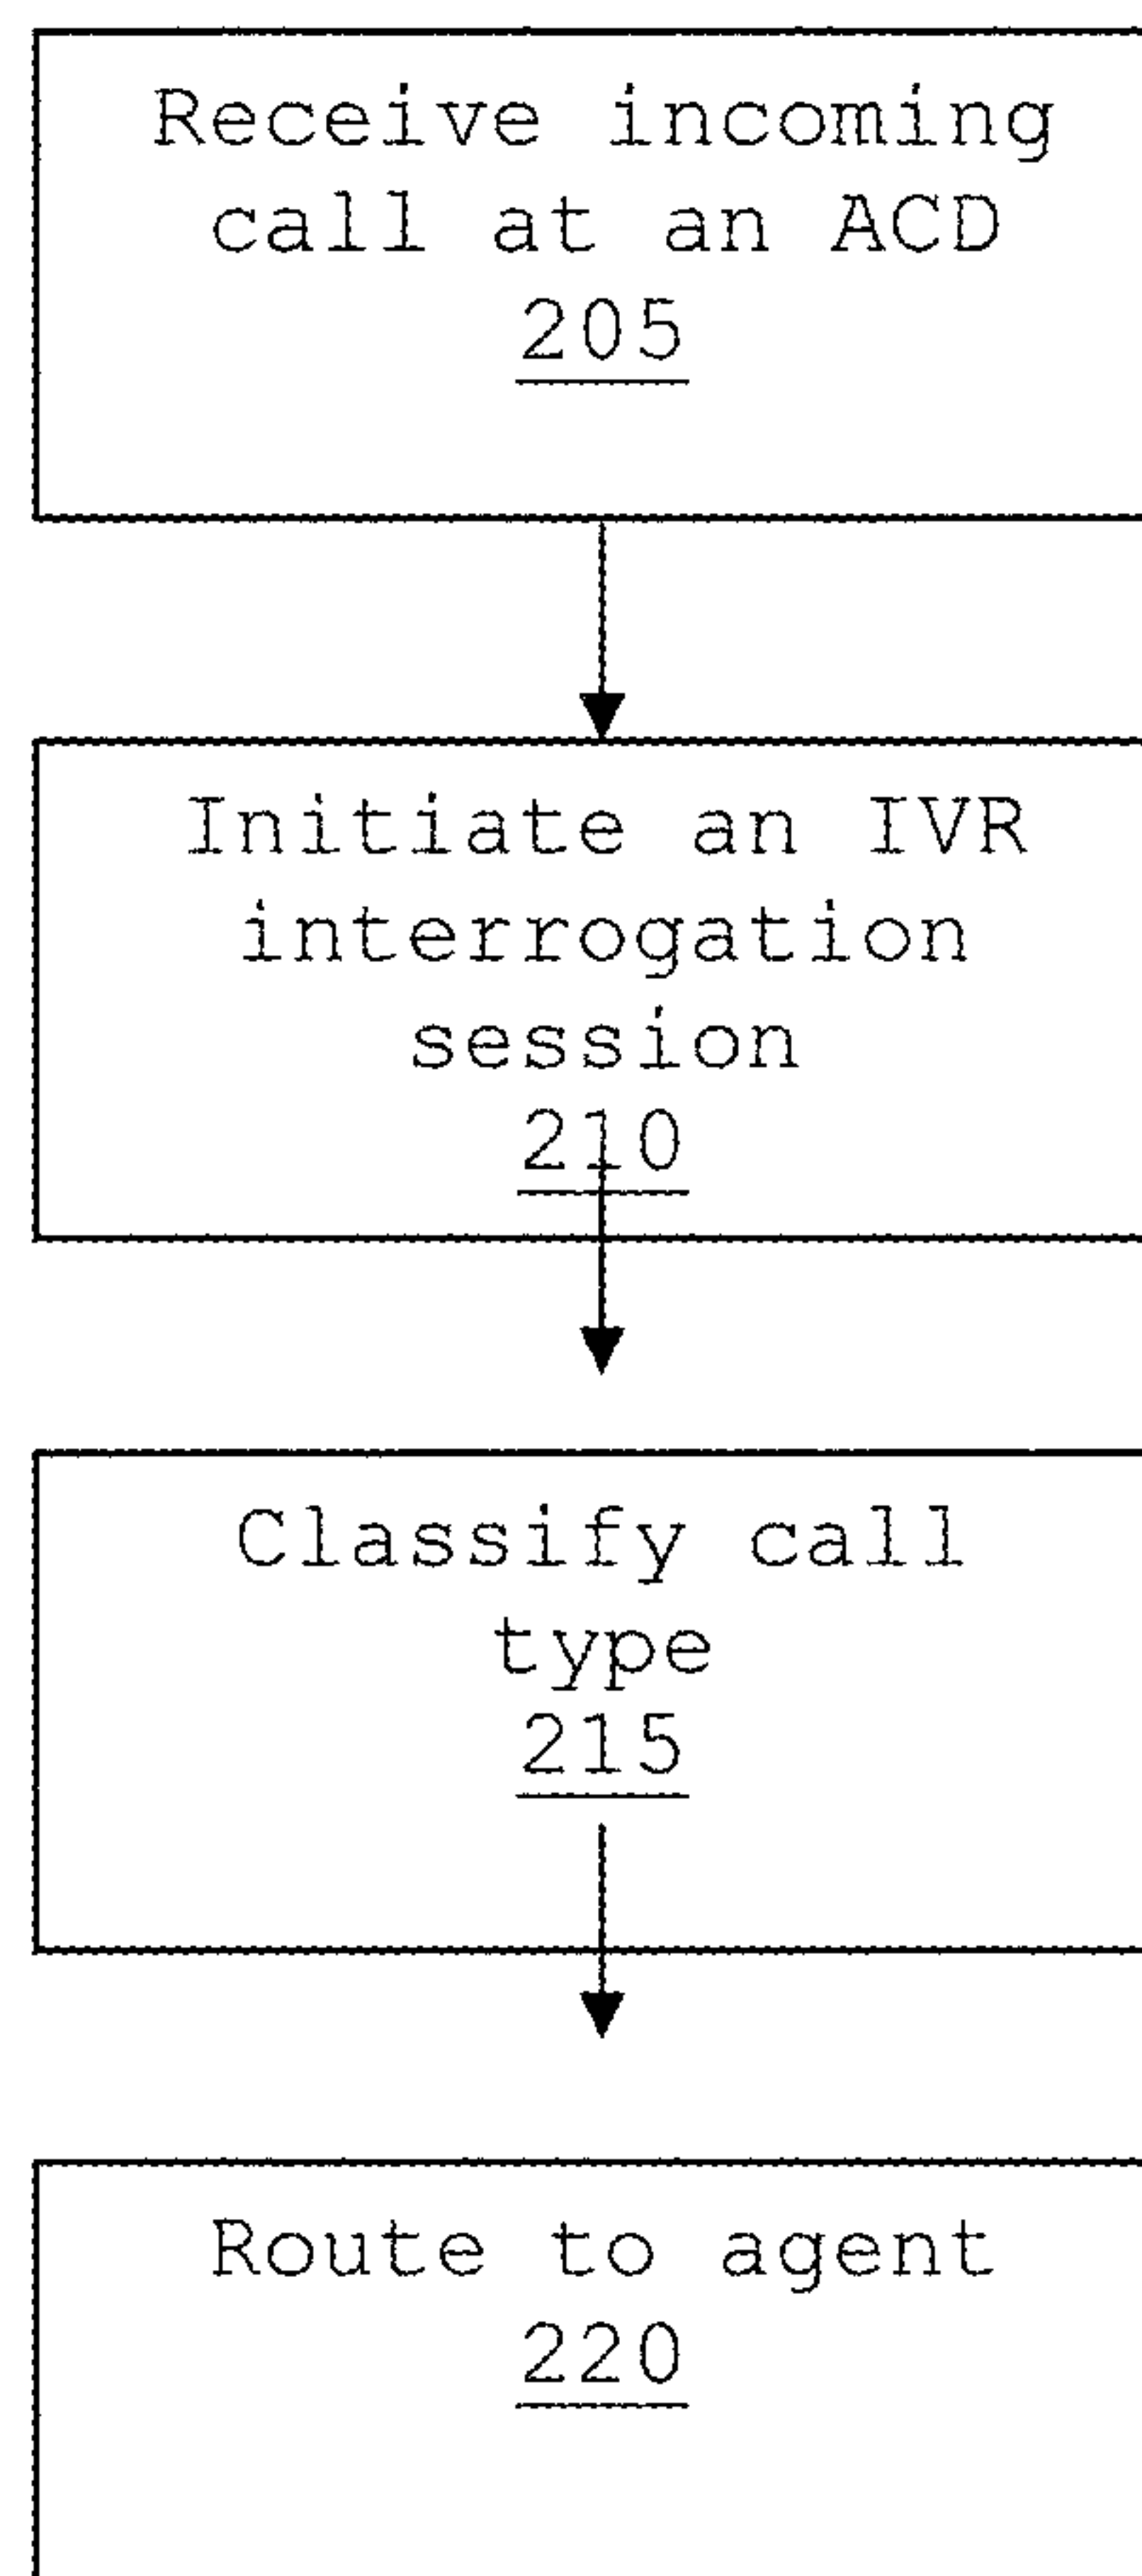 Receive incoming
call at an ACD
205
Initiate an IVR
interrogation
session
210
Classify call
type
215
Route to agent
220